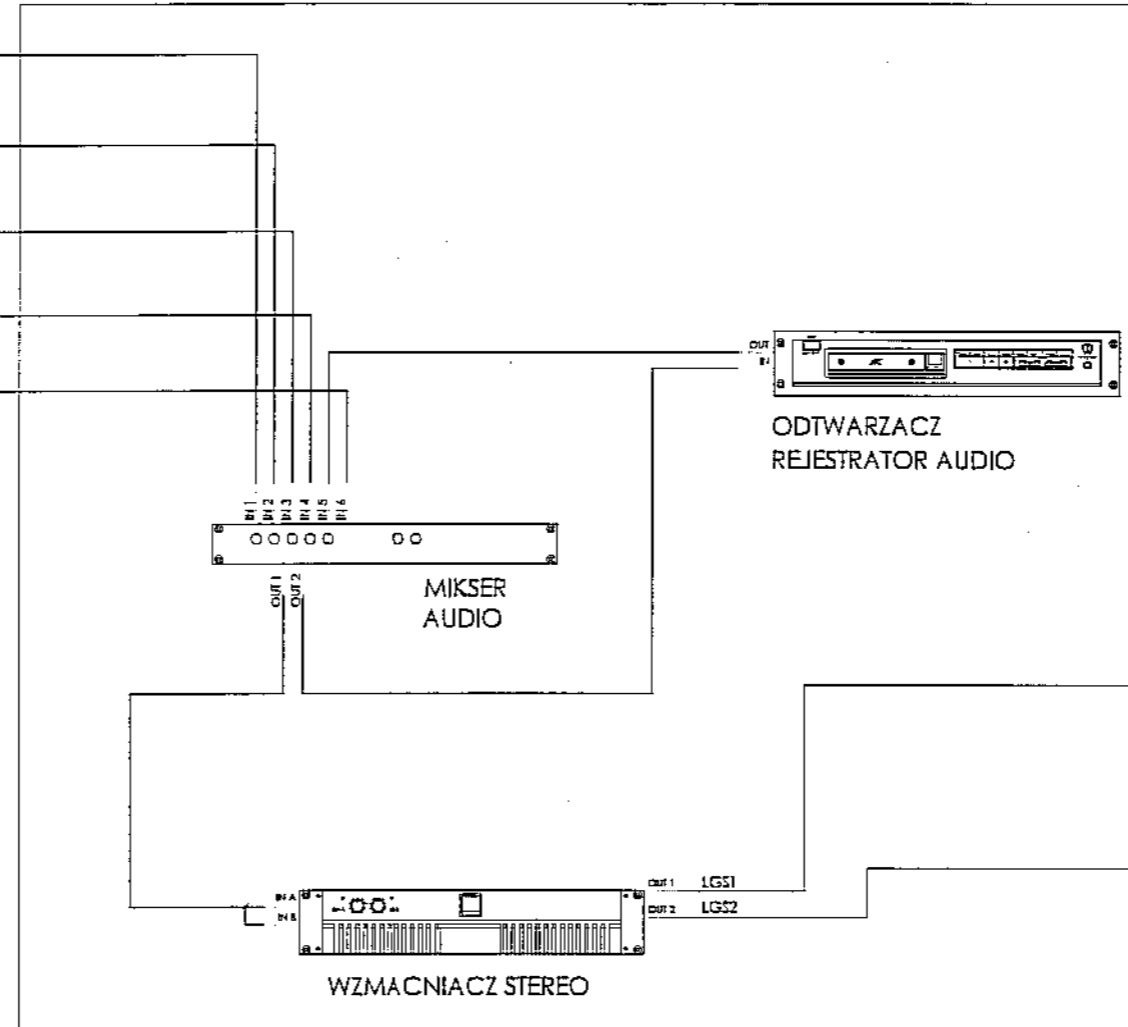 OUT
IN
ODTWARZACZ
REJESTRATOR AUDIO
IN 1
IN 2
IN 3
IN 4
IN 5
IN 6
OUT 1
OUT 2
MIKSER
AUDIO
IN A
IN B
OUT 1
LGS1
OUT 2
LGS2
WZMACNIACZ STEREO